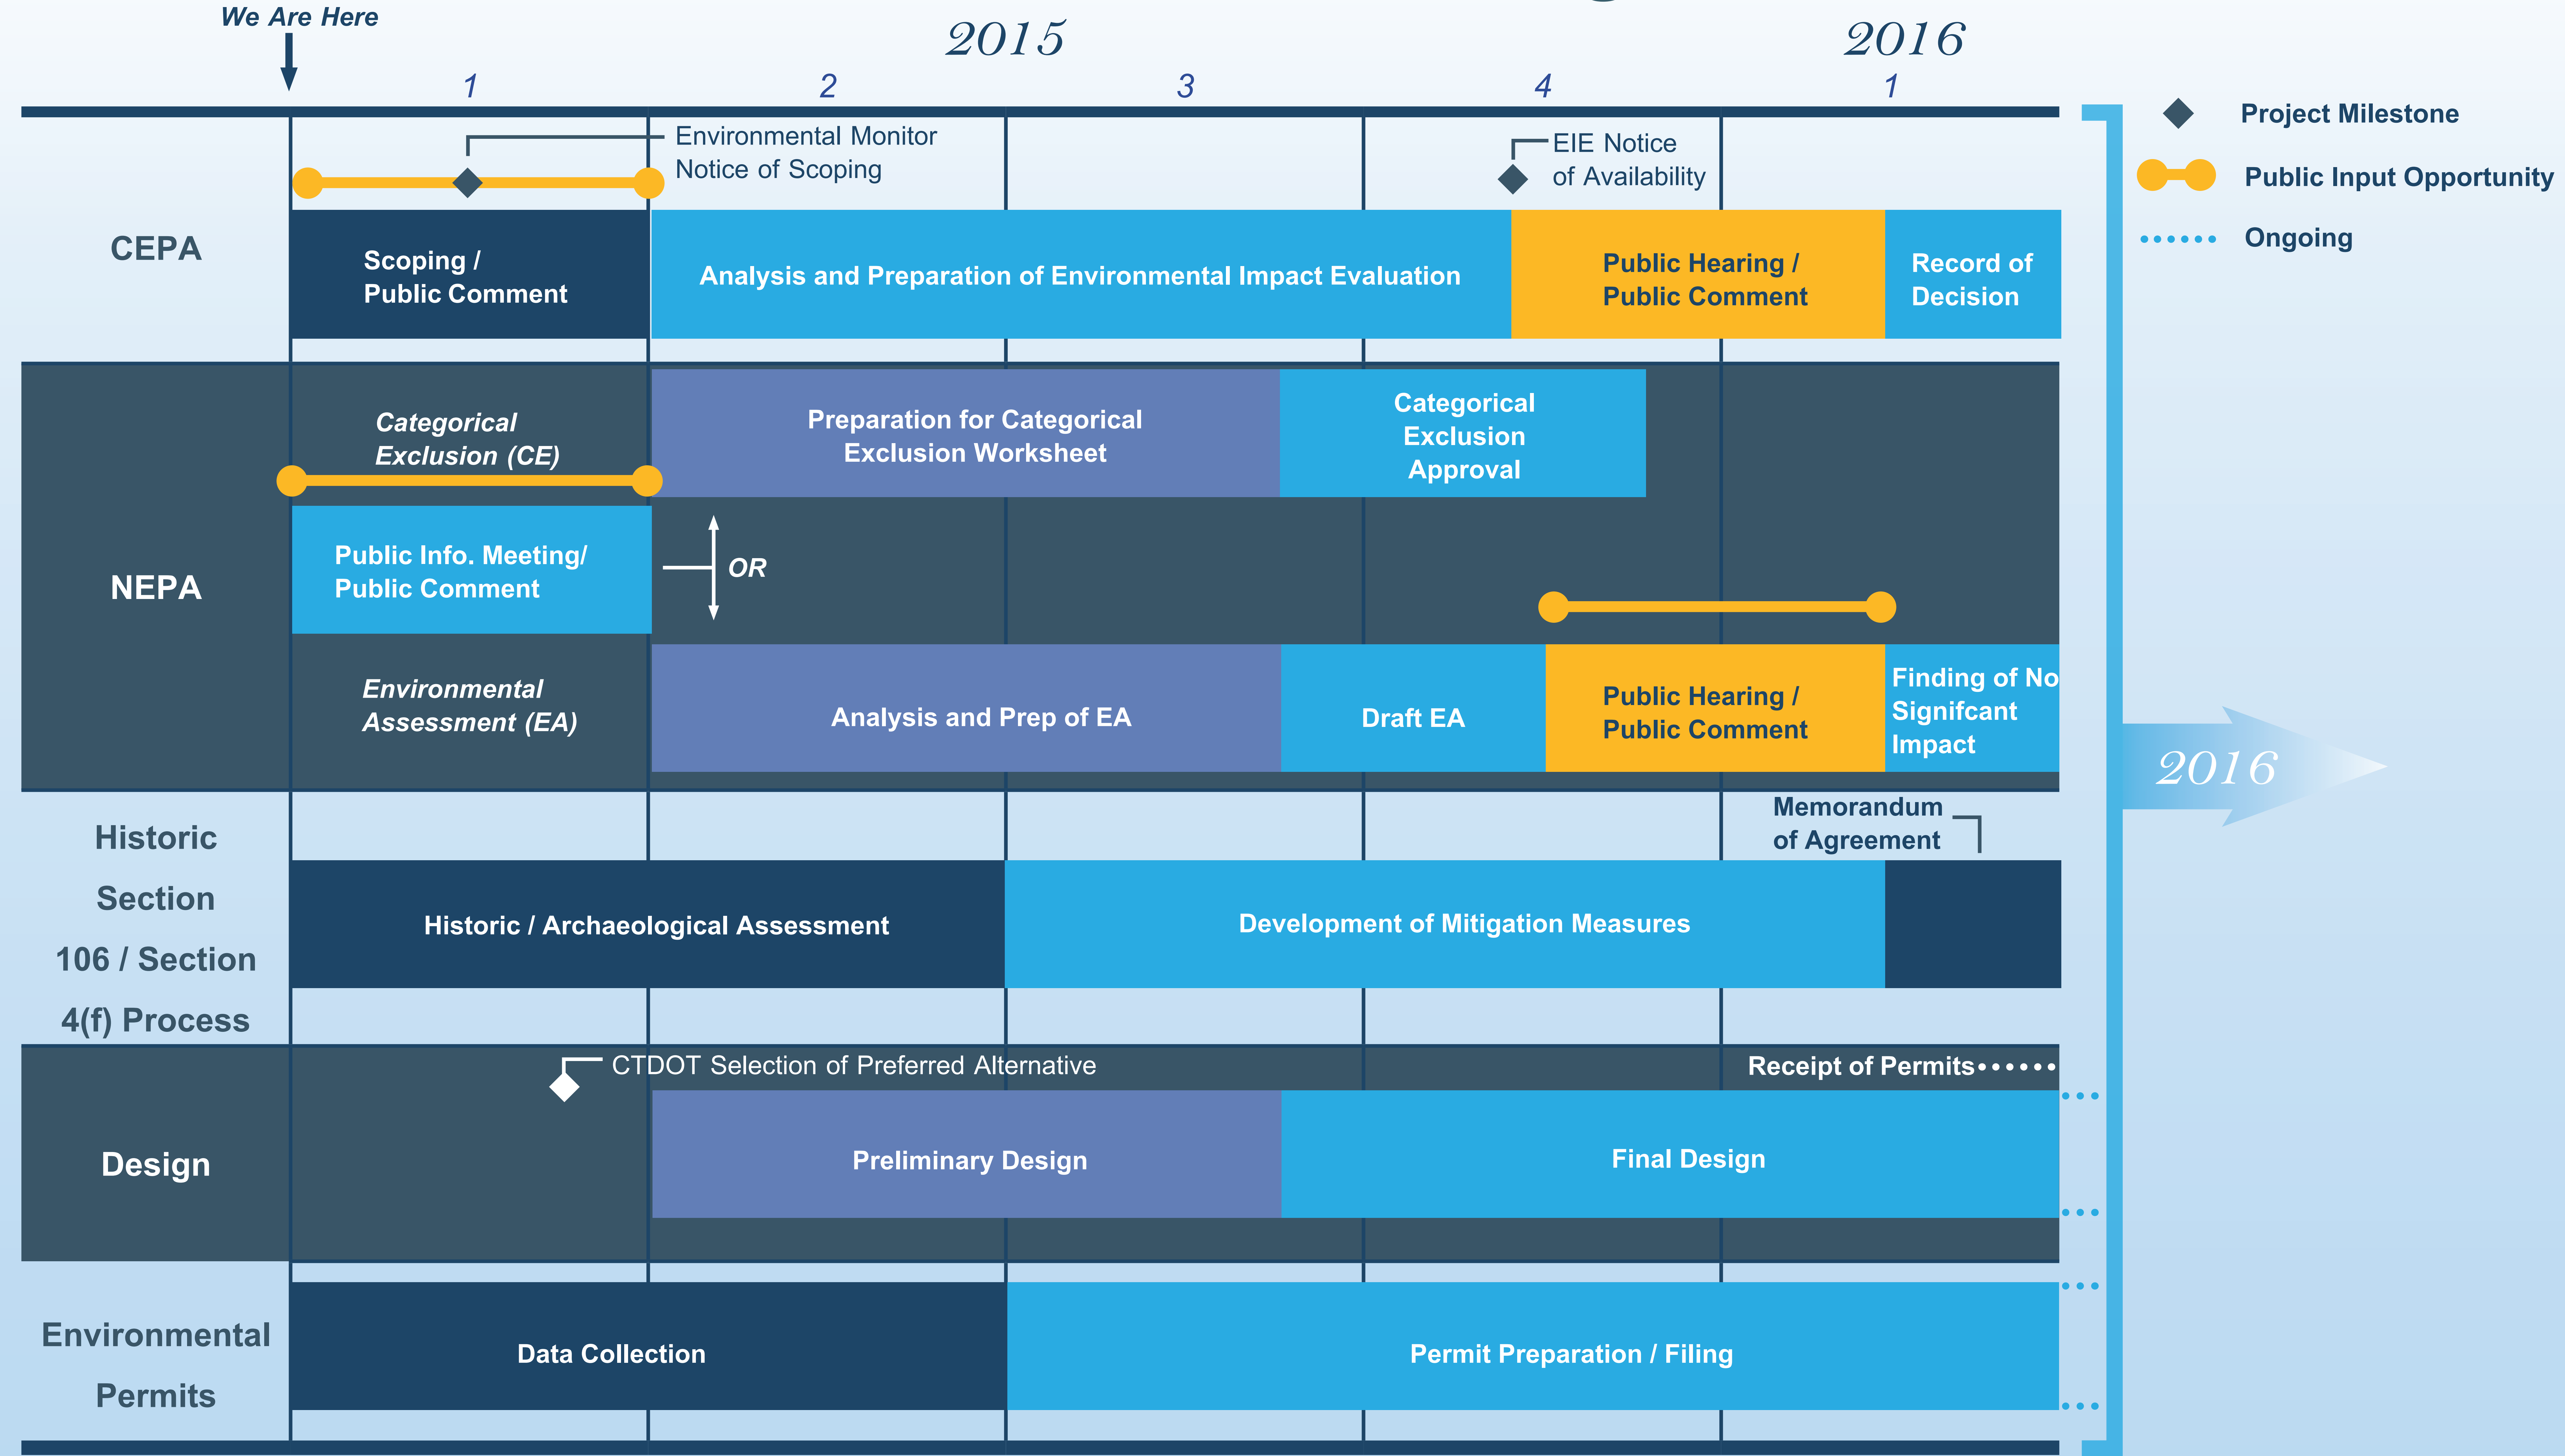 We Are Here
2015
2016
1
2
3
4
1
Project Milestone
Public Input Opportunity
Ongoing
Environmental Monitor
Notice of Scoping
EIE Notice
of Availability
CEPA
Scoping /
Public Comment
Analysis and Preparation of Environmental Impact Evaluation
Public Hearing /
Public Comment
Record of
Decision
NEPA
Categorical
Exclusion (CE)
Preparation for Categorical
Exclusion Worksheet
Categorical
Exclusion
Approval
Public Info. Meeting/
Public Comment
OR
Environmental
Assessment (EA)
Analysis and Prep of EA
Draft EA
Public Hearing /
Public Comment
Finding of No
Signifcant
Impact
2016
Historic
Section
106 / Section
4(f) Process
Memorandum
of Agreement
Historic / Archaeological Assessment
Development of Mitigation Measures
Design
CTDOT Selection of Preferred Alternative
Receipt of Permits
Preliminary Design
Final Design
Environmental
Permits
Data Collection
Permit Preparation / Filing